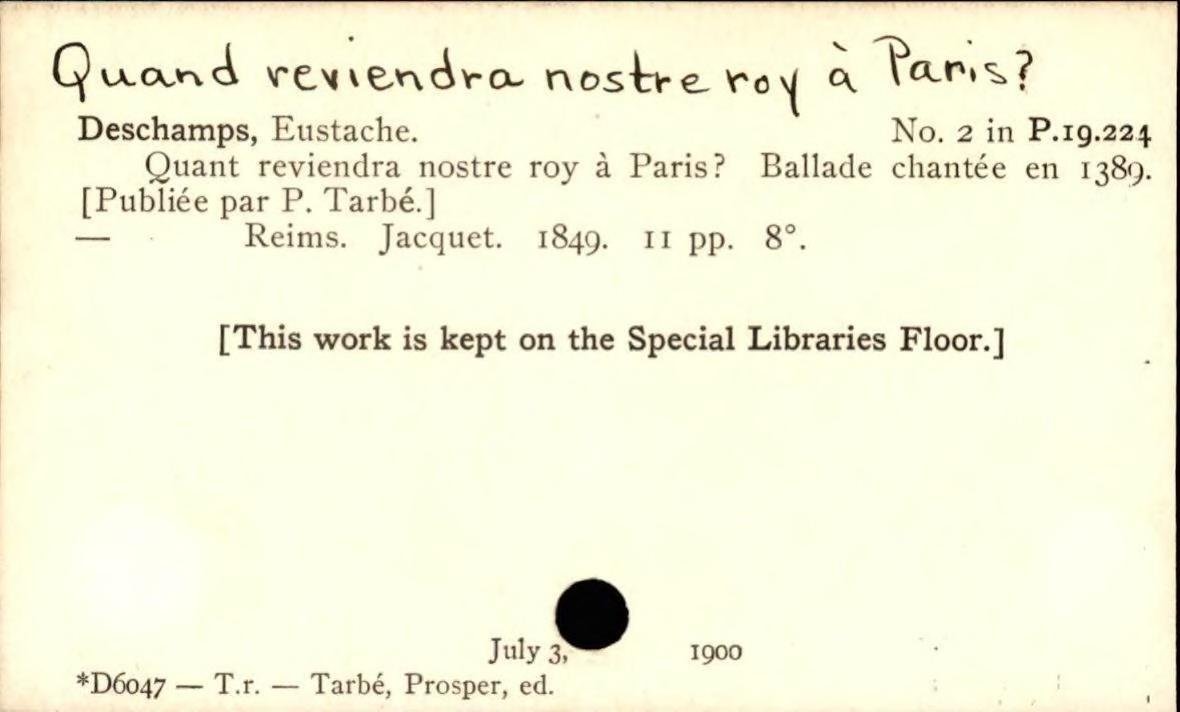 Quand reviendra nostre roy à Paris?
Deschamps, Eustache. No. 2 in P.19.224
Quant reviendra nostre roy à Paris? Ballade chantée en 1389.
[Publiée par P. Tarbé.]
— Reims. Jacquet. 1849. 11 pp. 8°.
[This work is kept on the Special Libraries Floor.]
July 3, 1900
*D6047 — T.r. — Tarbé, Prosper, ed.